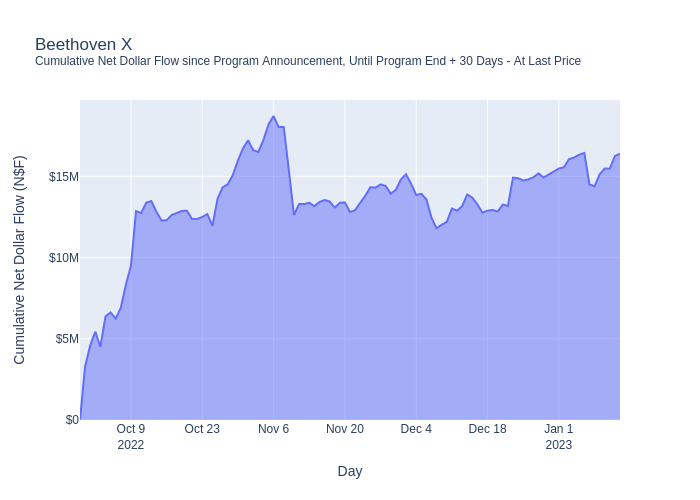 Beethoven X
Cumulative Net Dollar Flow since Program Announcement, Until Program End + 30 Days - At Last Price
Cumulative Net Dollar Flow (N$F)
$15M
$10M
$5M
$0
Oct 9
2022
Oct 23
Nov 6
Nov 20
Dec 4
Dec 18
Jan 1
2023
Day